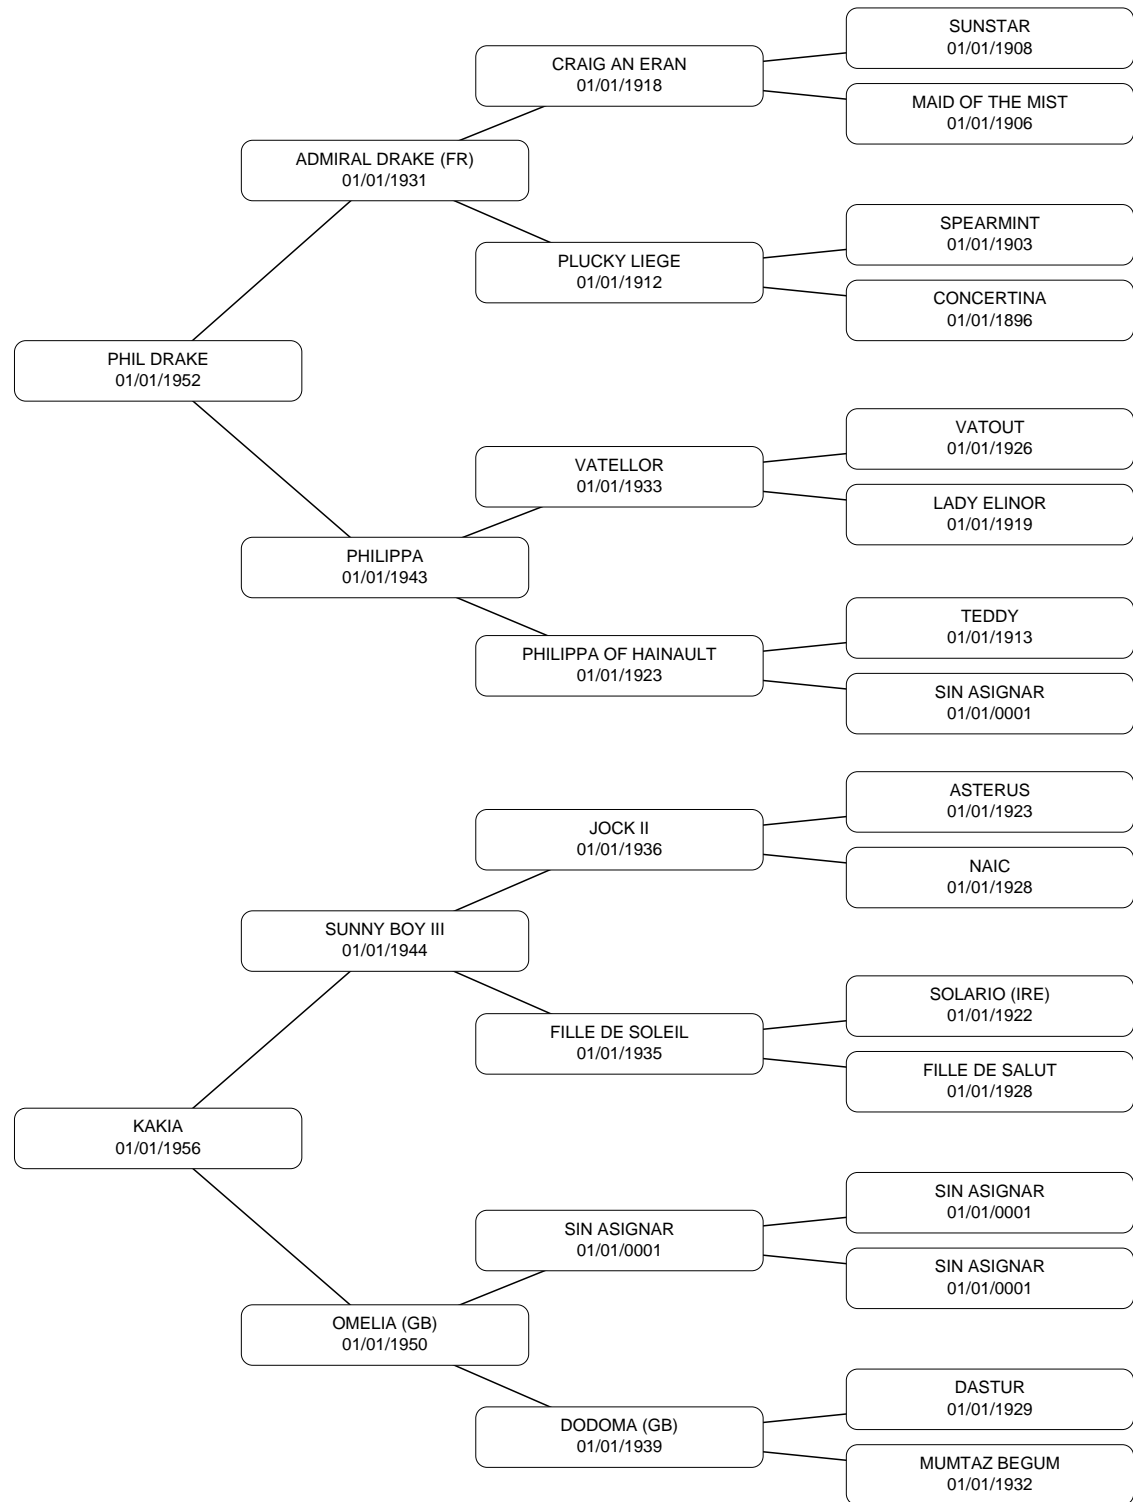 SUNSTAR
01/01/1908
CRAIG AN ERAN
01/01/1918
MAID OF THE MIST
01/01/1906
ADMIRAL DRAKE (FR)
01/01/1931
SPEARMINT
01/01/1903
PLUCKY LIEGE
01/01/1912
CONCERTINA
01/01/1896
PHIL DRAKE
01/01/1952
VATOUT
01/01/1926
VATELLOR
01/01/1933
LADY ELINOR
01/01/1919
PHILIPPA
01/01/1943
TEDDY
01/01/1913
PHILIPPA OF HAINAULT
01/01/1923
SIN ASIGNAR
01/01/0001
ASTERUS
01/01/1923
JOCK II
01/01/1936
NAIC
01/01/1928
SUNNY BOY III
01/01/1944
SOLARIO (IRE)
01/01/1922
FILLE DE SOLEIL
01/01/1935
FILLE DE SALUT
01/01/1928
KAKIA
01/01/1956
SIN ASIGNAR
01/01/0001
SIN ASIGNAR
01/01/0001
SIN ASIGNAR
01/01/0001
OMELIA (GB)
01/01/1950
DASTUR
01/01/1929
DODOMA (GB)
01/01/1939
MUMTAZ BEGUM
01/01/1932